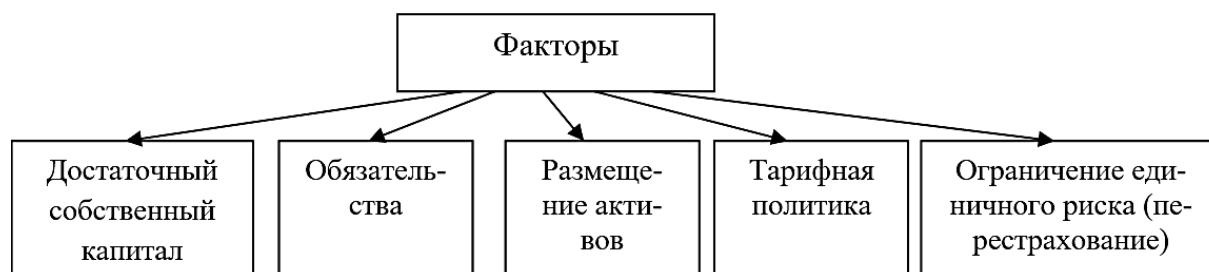 Факторы
Достаточный
собственный
капитал
Обязатель-
ства
Размеще-
ние акти-
вов
Тарифная
политика
Ограничение еди-
ничного риска (пе-
рестрахование)